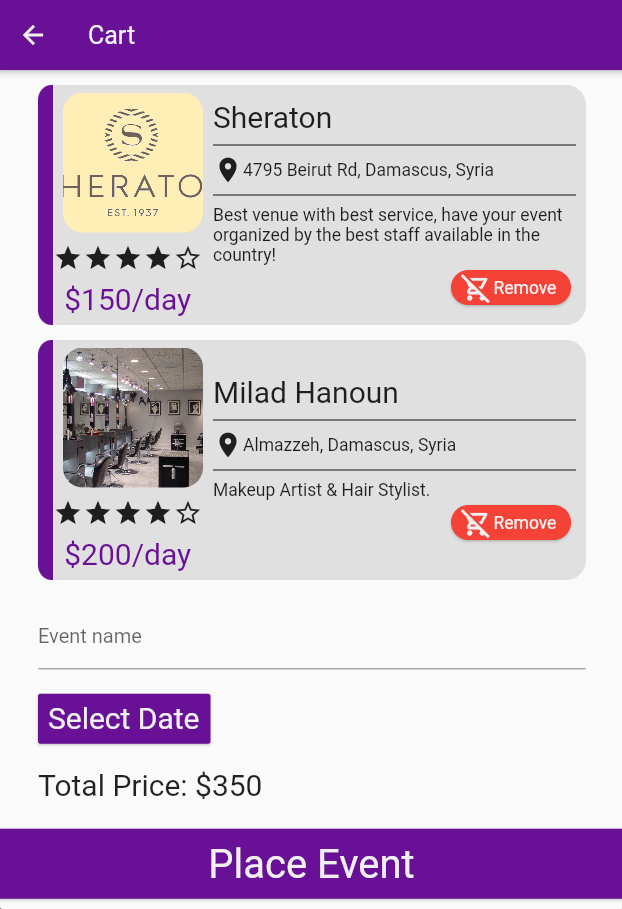 Cart
Sheraton
4795 Beirut Rd, Damascus, Syria
S
HERATO
EST. 1937
Best venue with best service, have your event
organized by the best staff available in the
country!
$150/day
Remove
Milad Hanoun
Almazzeh, Damascus, Syria
Makeup Artist & Hair Stylist.
Remove
$200/day
Event name
Select Date
Total Price: $350
Place Event